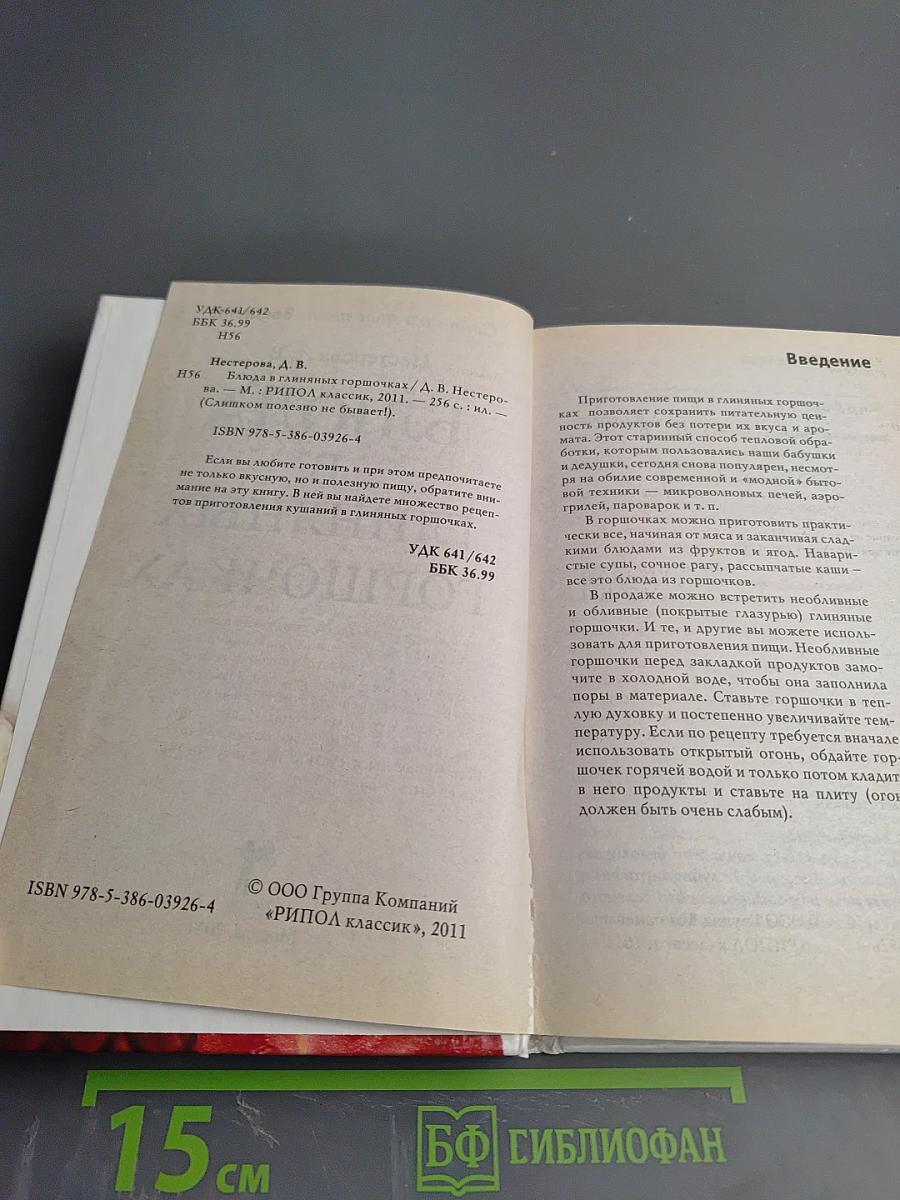 УДК 641/642
ББК 36.99
Н56
Нестерова, Д. В.
Н56 Блюда в глиняных горшочках / Д. В. Нестеро-
ва. — М. : РИПОЛ классик, 2011. — 256 с. : ил. —
(Слишком полезно не бывает!).
ISBN 978-5-386-03926-4
Если вы любите готовить и при этом предпочитаете
не только вкусную, но и полезную пищу, обратите вни-
мание на эту книгу. В ней вы найдете множество рецеп-
тов приготовления кушаний в глиняных горшочках.
УДК 641/642
ББК 36.99
ISBN 978-5-386-03926-4
© ООО Группа Компаний
«РИПОЛ классик», 2011
Введение
Приготовление пищи в глиняных горшоч-
ках позволяет сохранить питательную цен-
ность продуктов без потери их вкуса и аро-
мата. Этот старинный способ тепловой обра-
ботки, которым пользовались наши бабушки
и дедушки, сегодня снова популярен, несмот-
ря на обилие современной и «модной» быто-
вой техники — микроволновых печей, аэро-
грилей, пароварок и т. п.
В горшочках можно приготовить практи-
чески все, начиная от мяса и заканчивая слад-
кими блюдами из фруктов и ягод. Навари-
стые супы, сочное рагу, рассыпчатые каши –
все это блюда из горшочков.
В продаже можно встретить необливные
и обливные (покрытые глазурью) глиняные
горшочки. И те, и другие вы можете исполь-
зовать для приготовления пищи. Необливные
горшочки перед закладкой продуктов замо-
чите в холодной воде, чтобы она заполнила
поры в материале. Ставьте горшочки в теп-
лую духовку и постепенно увеличивайте тем-
пературу. Если по рецепту требуется вначале
использовать открытый огонь, обдайте гор-
шочек горячей водой и только потом кладит
в него продукты и ставьте на плиту (огон
должен быть очень слабым).
15 см
БФ БИБЛИОФАН